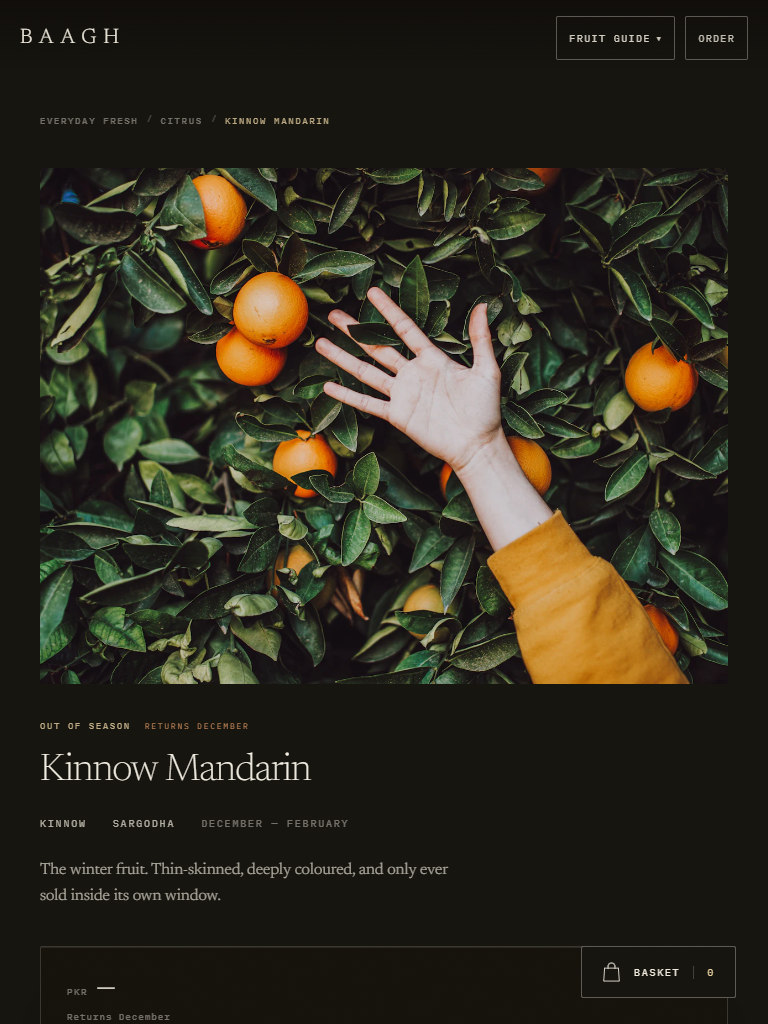 BAAGH
FRUIT GUIDE ▾
ORDER
EVERYDAY FRESH / CITRUS / KINNOW MANDARIN
OUT OF SEASON RETURNS DECEMBER
Kinnow Mandarin
KINNOW SARGODHA DECEMBER — FEBRUARY
The winter fruit. Thin-skinned, deeply coloured, and only ever
sold inside its own window.
PKR —
Returns December
BASKET 0